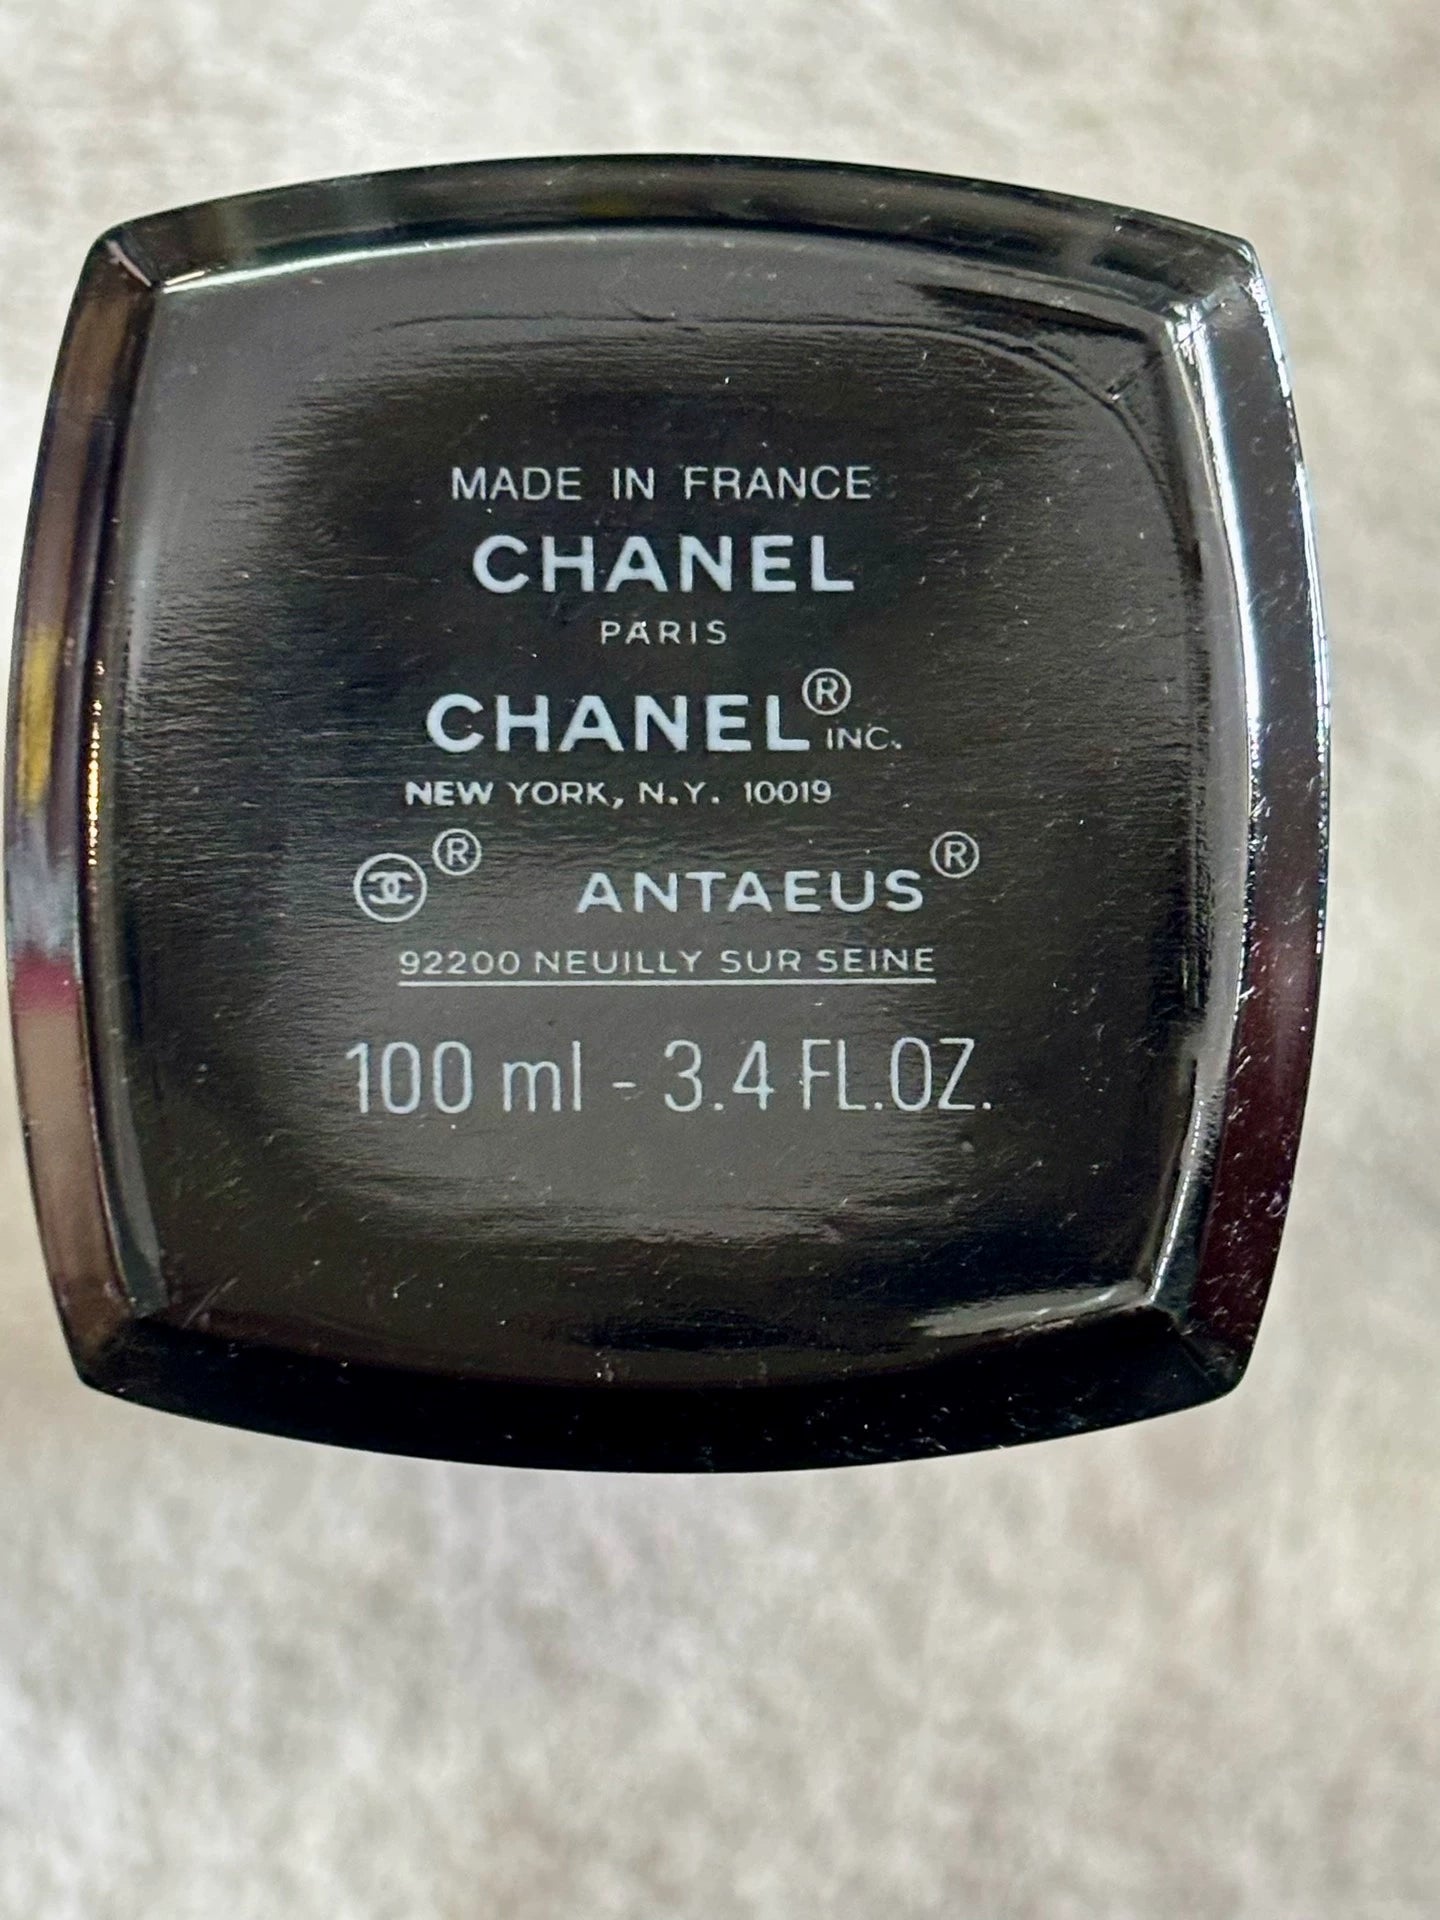 MADE IN FRANCE
CHANEL
PARIS
CHANEL® INC.
NEW YORK, N.Y. 10019
® ANTAEUS®
92200 NEUILLY SUR SEINE
100 ml - 3.4 FL.OZ.